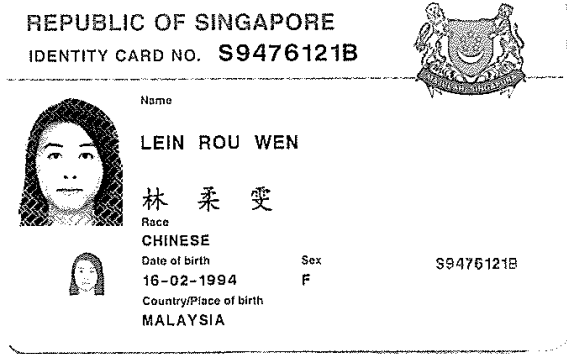 REPUBLIC OF SINGAPORE
IDENTITY CARD NO. S9476121B
Name
LEIN ROU WEN
林 柔 雯
Race
CHINESE
Date of birth Sex
16-02-1994 F S9476121B
Country/Place of birth
MALAYSIA